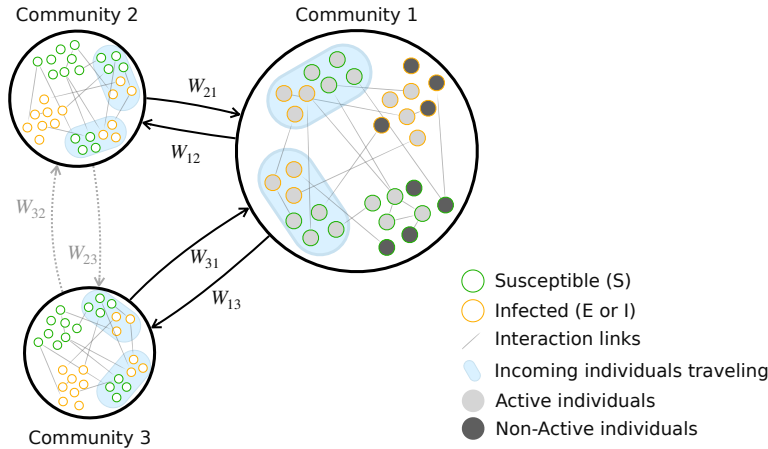 Community 2
Community 1
W21
W12
W32
W23
W31
W13
Community 3
Susceptible (S)
Infected (E or I)
Interaction links
Incoming individuals traveling
Active individuals
Non-Active individuals